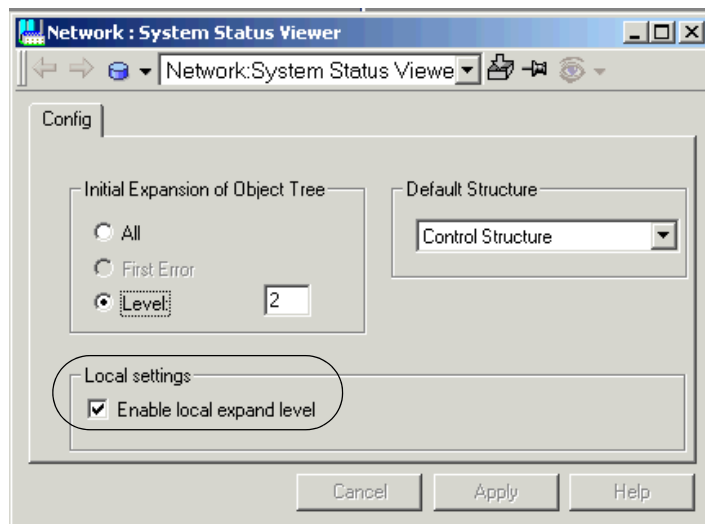 Network : System Status Viewer
Network:System Status Viewe
Config
Initial Expansion of Object Tree
All
First Error
Level:
2
Default Structure
Control Structure
Local settings
Enable local expand level
Cancel
Apply
Help